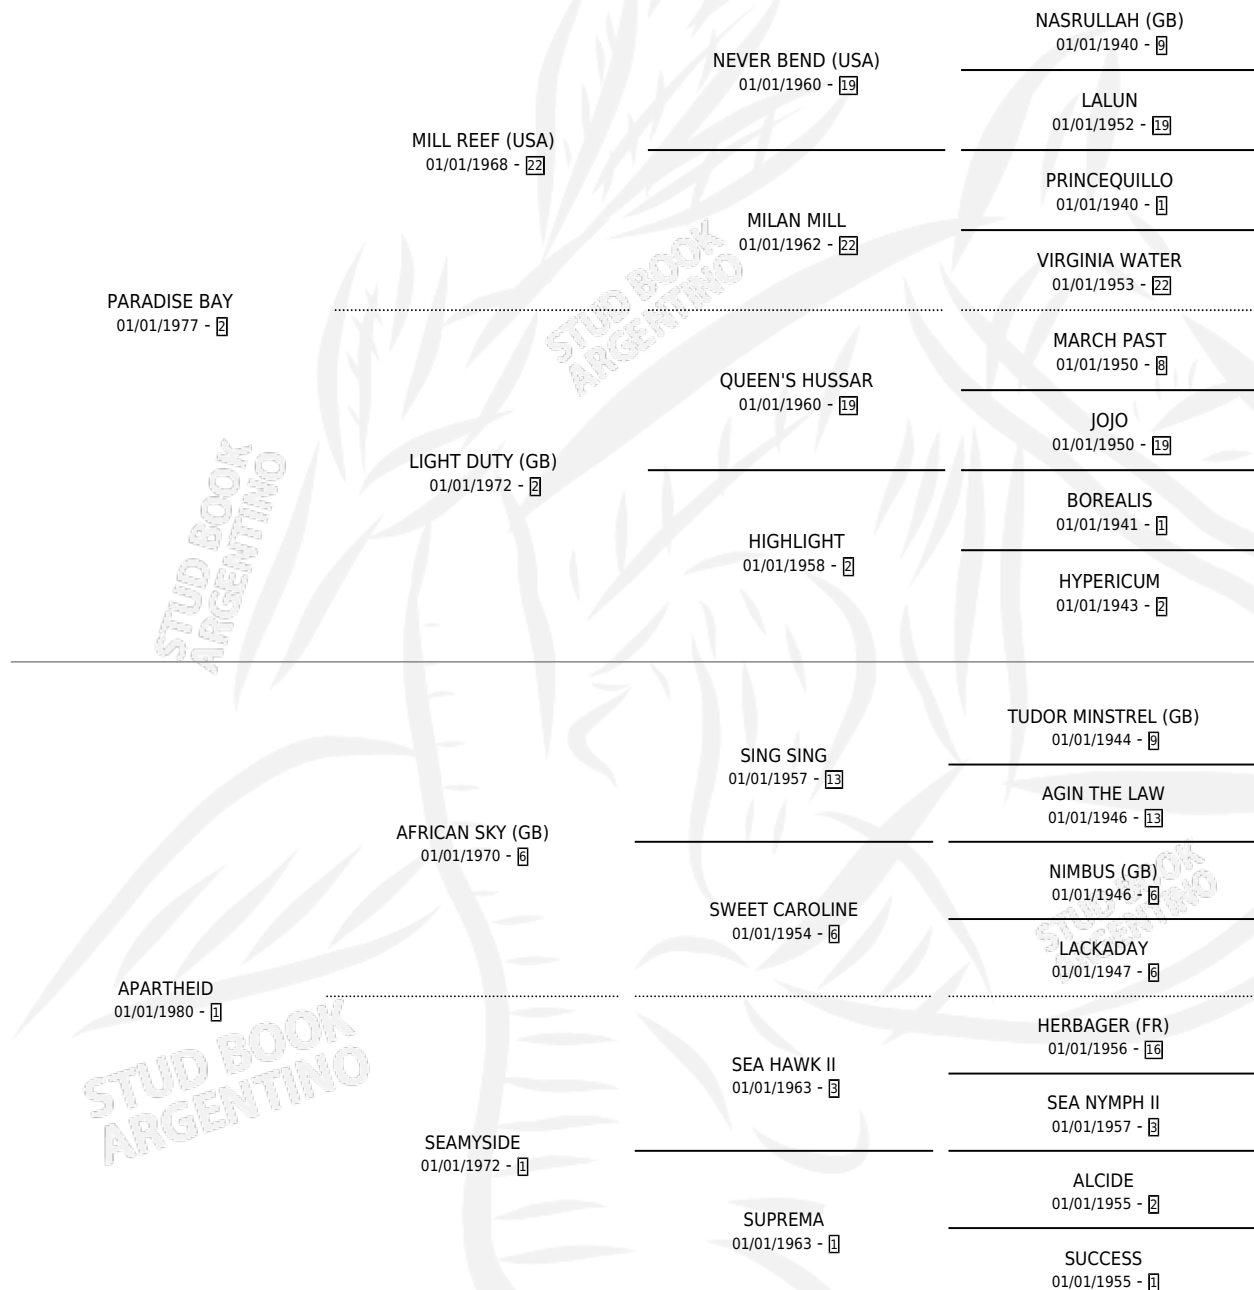 NASRULLAH (GB)
01/01/1940 - 9
NEVER BEND (USA)
01/01/1960 - 19
LALUN
01/01/1952 - 19
MILL REEF (USA)
01/01/1968 - 22
PRINCEQUILLO
01/01/1940 - 1
MILAN MILL
01/01/1962 - 22
VIRGINIA WATER
01/01/1953 - 22
PARADISE BAY
01/01/1977 - 2
MARCH PAST
01/01/1950 - 8
QUEEN'S HUSSAR
01/01/1960 - 19
JOJO
01/01/1950 - 19
LIGHT DUTY (GB)
01/01/1972 - 2
BOREALIS
01/01/1941 - 1
HIGHLIGHT
01/01/1958 - 2
HYPERICUM
01/01/1943 - 2
TUDOR MINSTREL (GB)
01/01/1944 - 9
SING SING
01/01/1957 - 13
AGIN THE LAW
01/01/1946 - 13
AFRICAN SKY (GB)
01/01/1970 - 6
NIMBUS (GB)
01/01/1946 - 6
SWEET CAROLINE
01/01/1954 - 6
LACKADAY
01/01/1947 - 6
APARTHEID
01/01/1980 - 1
HERBAGER (FR)
01/01/1956 - 16
SEA HAWK II
01/01/1963 - 3
SEA NYMPH II
01/01/1957 - 3
SEAMYSIDE
01/01/1972 - 1
ALCIDE
01/01/1955 - 2
SUPREMA
01/01/1963 - 1
SUCCESS
01/01/1955 - 1
STUD BOOK
ARGENTINO
STUD BOOK
ARGENTINO
STUD BOOK
ARGENTINO
STUD BOOK
ARGENTINO